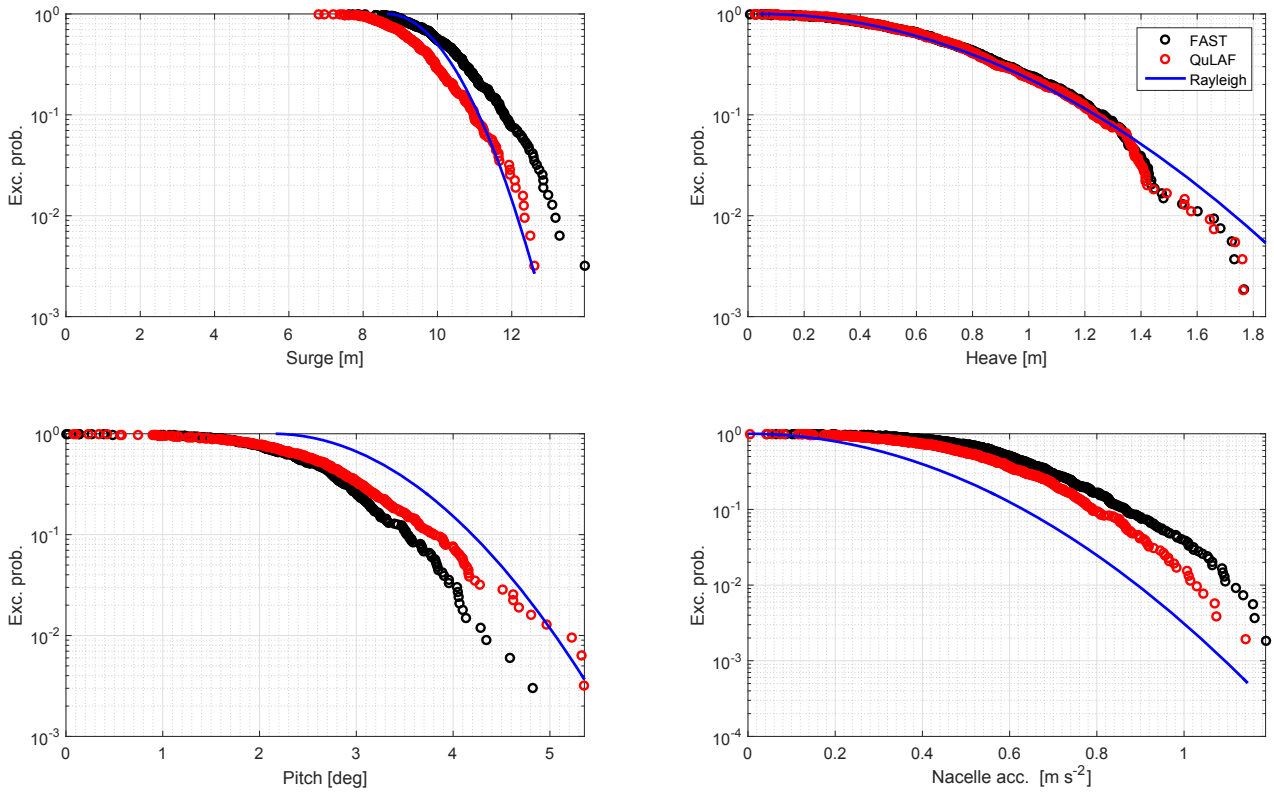 10^0
10^-1
10^-2
10^-3
Exc. prob.
0 2 4 6 8 10 12
Surge [m]
10^0
10^-1
10^-2
10^-3
Exc. prob.
0 0.2 0.4 0.6 0.8 1 1.2 1.4 1.6 1.8
Heave [m]
FAST
QuLAF
Rayleigh
10^0
10^-1
10^-2
10^-3
Exc. prob.
0 1 2 3 4 5
Pitch [deg]
10^0
10^-1
10^-2
10^-3
10^-4
Exc. prob.
0 0.2 0.4 0.6 0.8 1
Nacelle acc. [m s^-2]